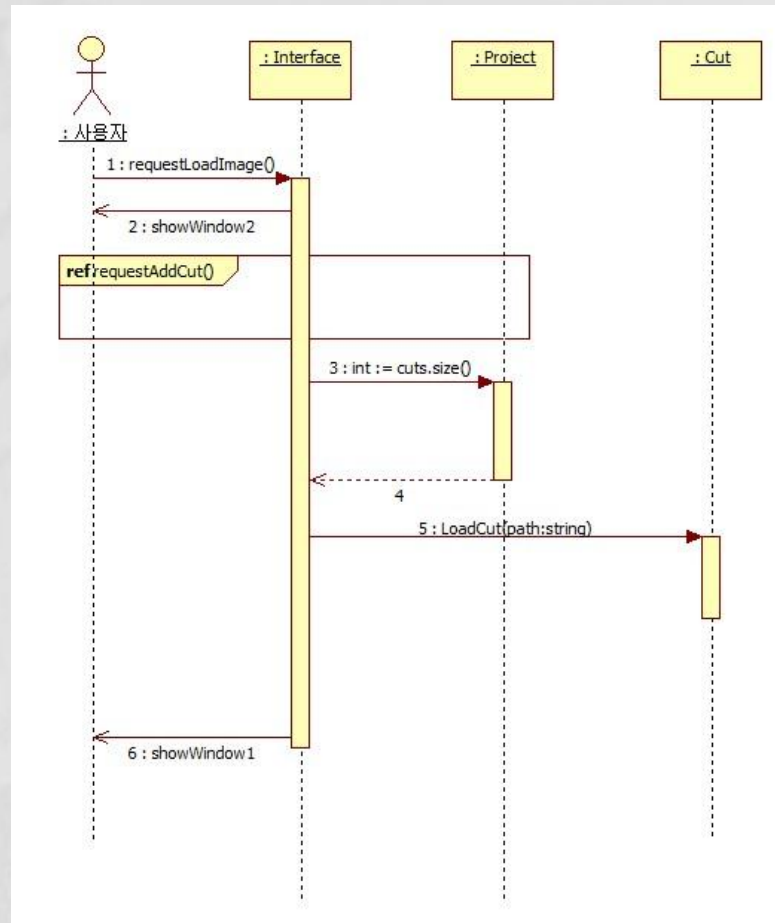 : Interface
: Project
: Cut
: 사용자
1 : requestLoadImage()
2 : showWindow2
ref requestAddCut()
3 : int := cuts.size()
4
5 : LoadCut(path:string)
6 : showWindow1